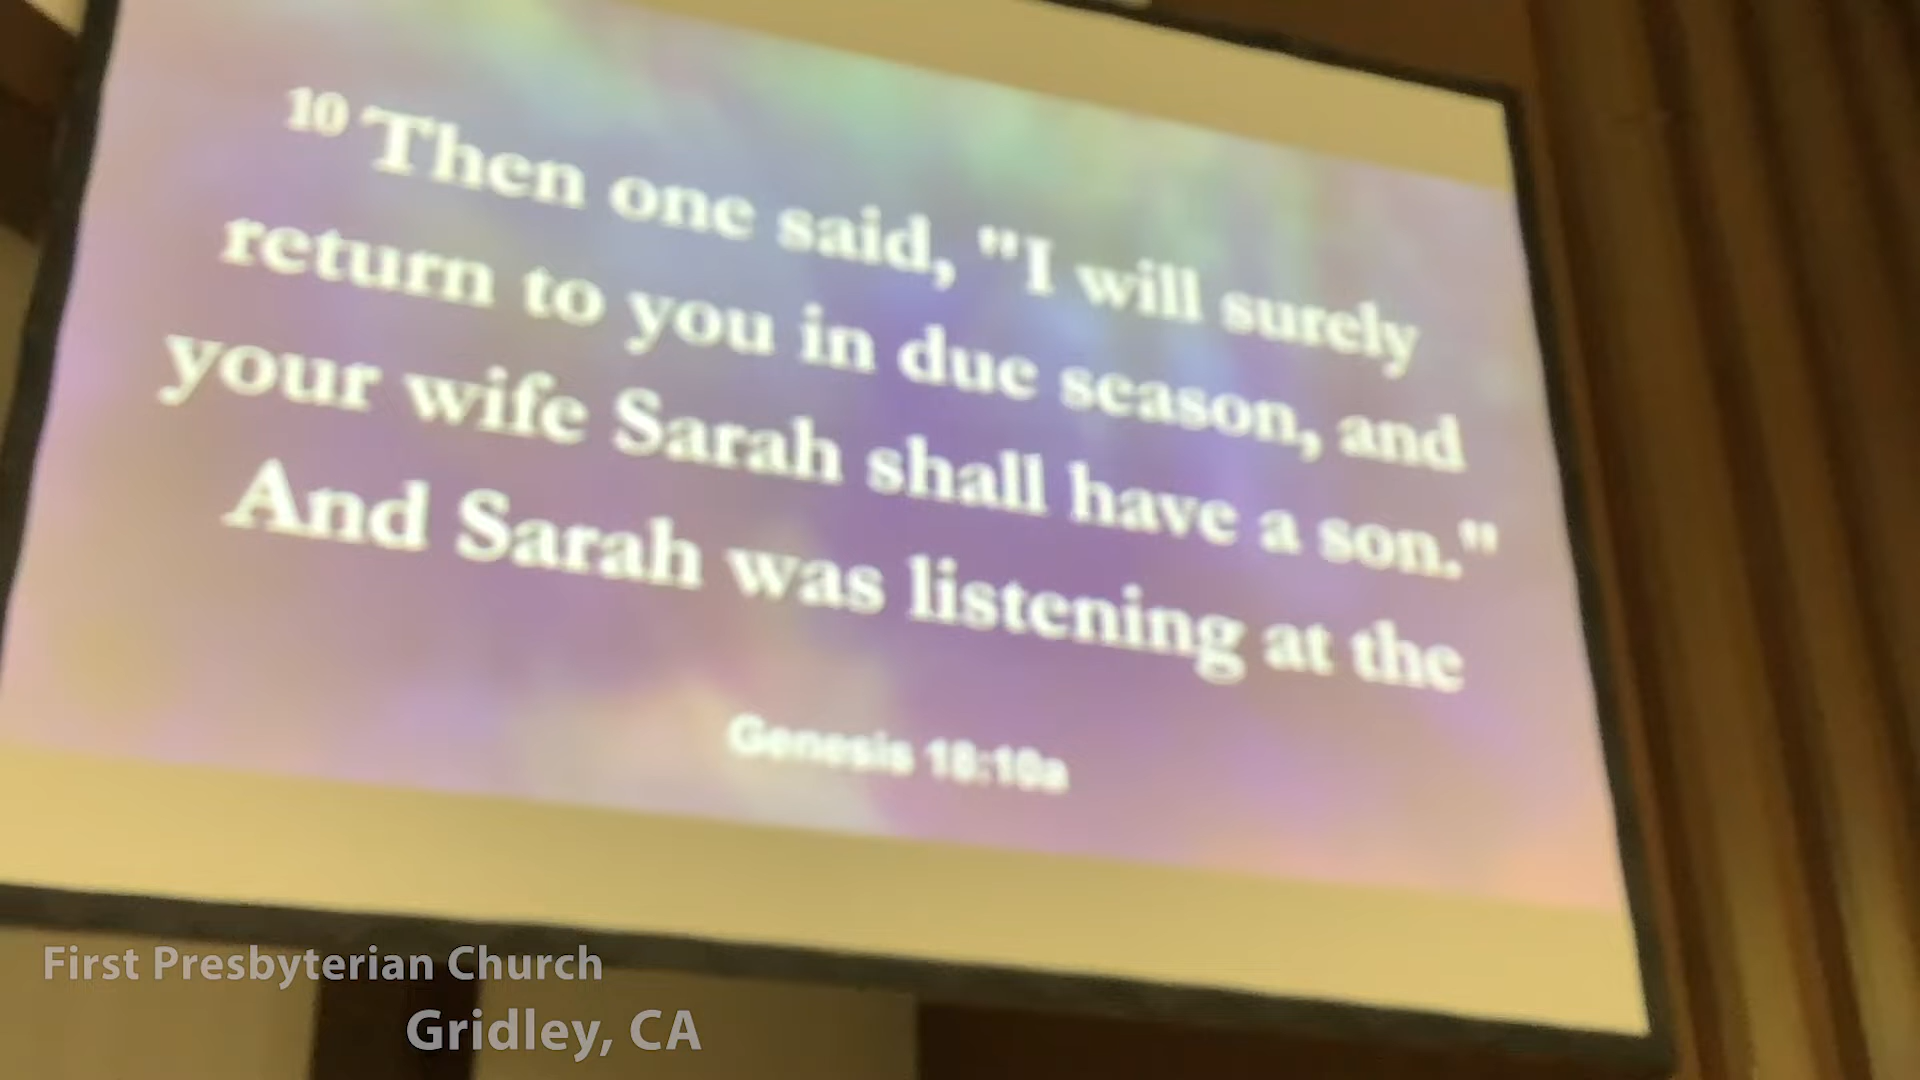 10 Then one said, "I will surely
return to you in due season, and
your wife Sarah shall have a son."
And Sarah was listening at the
Genesis 18:10a
First Presbyterian Church
Gridley, CA